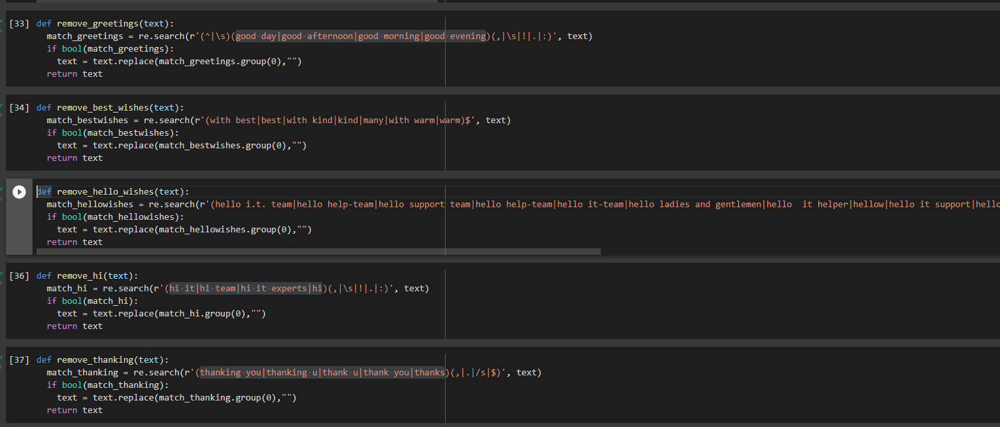 [33] def remove_greetings(text):
match_greetings = re.search(r'(^|\s)(good day|good afternoon|good morning|good evening)(,|\s|!|.|:)', text)
if bool(match_greetings):
text = text.replace(match_greetings.group(0),"")
return text
[34] def remove_best_wishes(text):
match_bestwishes = re.search(r'(with best|best|with kind|kind|many|with warm|warm)$', text)
if bool(match_bestwishes):
text = text.replace(match_bestwishes.group(0),"")
return text
def remove_hello_wishes(text):
match_hellowishes = re.search(r'(hello i.t. team|hello help-team|hello support team|hello help-team|hello it-team|hello ladies and gentlemen|hello  it helper|hellow|hello it support|hello
if bool(match_hellowishes):
text = text.replace(match_hellowishes.group(0),"")
return text
[36] def remove_hi(text):
match_hi = re.search(r'(hi it|hi team|hi it experts|hi)(,|\s|!|.|:)', text)
if bool(match_hi):
text = text.replace(match_hi.group(0),"")
return text
[37] def remove_thanking(text):
match_thanking = re.search(r'(thanking you|thanking u|thank u|thank you|thanks)(,|.|/s|$)', text)
if bool(match_thanking):
text = text.replace(match_thanking.group(0),"")
return text